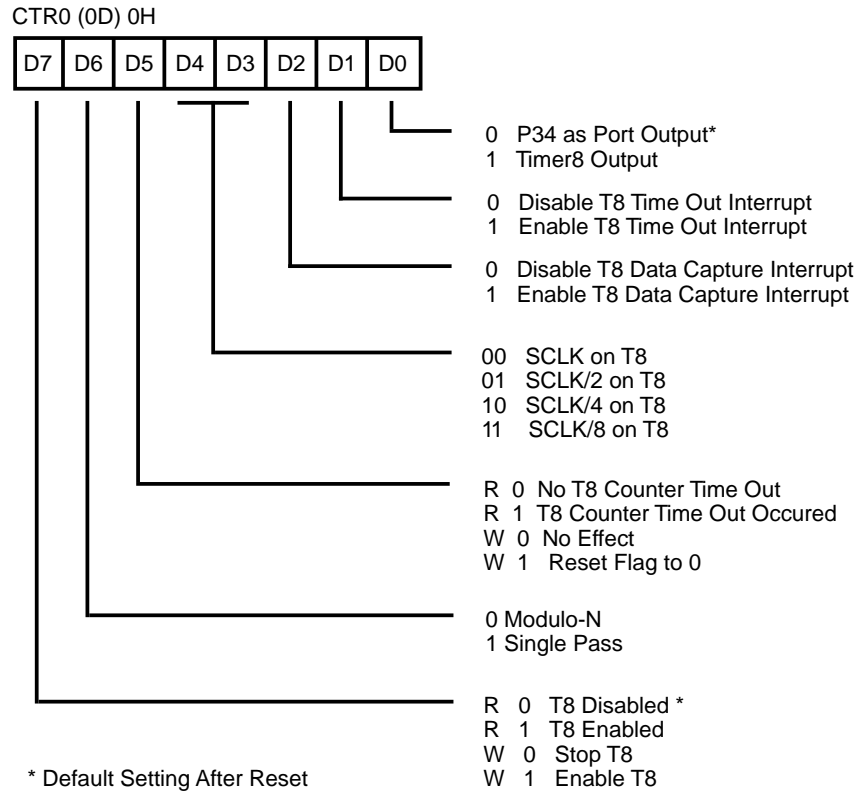 CTR0 (0D) 0H
D7 D6 D5 D4 D3 D2 D1 D0
0 P34 as Port Output*
1 Timer8 Output
0 Disable T8 Time Out Interrupt
1 Enable T8 Time Out Interrupt
0 Disable T8 Data Capture Interrupt
1 Enable T8 Data Capture Interrupt
00 SCLK on T8
01 SCLK/2 on T8
10 SCLK/4 on T8
11 SCLK/8 on T8
R 0 No T8 Counter Time Out
R 1 T8 Counter Time Out Occured
W 0 No Effect
W 1 Reset Flag to 0
0 Modulo-N
1 Single Pass
R 0 T8 Disabled *
R 1 T8 Enabled
W 0 Stop T8
W 1 Enable T8
* Default Setting After Reset